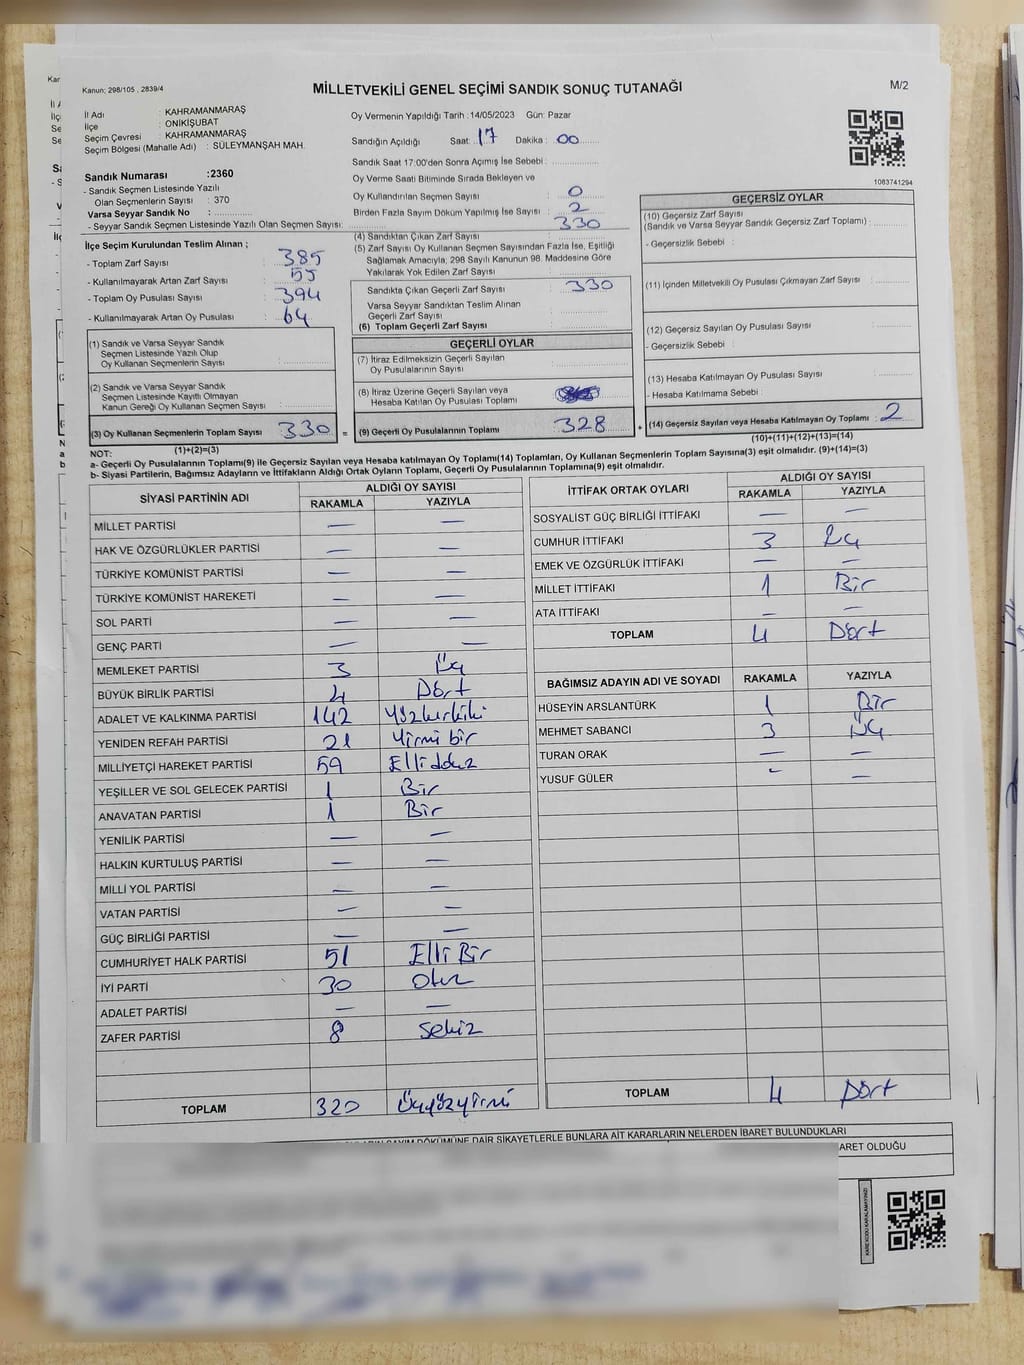 Kanun; 298/105 , 2839/4
MİLLETVEKİLİ GENEL SEÇİMİ SANDIK SONUÇ TUTANAĞI
M/2
İl Adı : KAHRAMANMARAŞ
İlçe : ONİKİŞUBAT
Seçim Çevresi : KAHRAMANMARAŞ
Seçim Bölgesi (Mahalle Adı) : SÜLEYMANŞAH MAH.
Oy Vermenin Yapıldığı Tarih :14/05/2023 Gün: Pazar
Sandığın Açıldığı Saat: 17 Dakika : 00
Sandık Saat 17:00'den Sonra Açımış İse Sebebi :
Oy Verme Saati Bitiminde Sırada Bekleyen ve
Oy Kullandırılan Seçmen Sayısı : 0
Birden Fazla Sayım Döküm Yapılmış İse Sayısı : 2
1083741294
Sandık Numarası :2360
- Sandık Seçmen Listesinde Yazılı
Olan Seçmenlerin Sayısı : 370
Varsa Seyyar Sandık No :
- Seyyar Sandık Seçmen Listesinde Yazılı Olan Seçmen Sayısı:
İlçe Seçim Kurulundan Teslim Alınan ;
- Toplam Zarf Sayısı : 385
- Kullanılmayarak Artan Zarf Sayısı : 55
- Toplam Oy Pusulası Sayısı : 394
- Kullanılmayarak Artan Oy Pusulası : 64
(4) Sandıktan Çıkan Zarf Sayısı : 330
(5) Zarf Sayısı Oy Kullanan Seçmen Sayısından Fazla İse, Eşitliği
Sağlamak Amacıyla, 298 Sayılı Kanunun 98. Maddesine Göre
Yakılarak Yok Edilen Zarf Sayısı :
Sandıkta Çıkan Geçerli Zarf Sayısı : 330
Varsa Seyyar Sandıktan Teslim Alınan
Geçerli Zarf Sayısı :
(6) Toplam Geçerli Zarf Sayısı :
GEÇERSİZ OYLAR
(10) Geçersiz Zarf Sayısı
(Sandık ve Varsa Seyyar Sandık Geçersiz Zarf Toplamı) :
- Geçersizlik Sebebi :
(11) İçinden Milletvekili Oy Pusulası Çıkmayan Zarf Sayısı :
(12) Geçersiz Sayılan Oy Pusulası Sayısı :
- Geçersizlik Sebebi :
(13) Hesaba Katılmayan Oy Pusulası Sayısı :
- Hesaba Katılmama Sebebi :
(14) Geçersiz Sayılan veya Hesaba Katılmayan Oy Toplamı : 2
(10)+(11)+(12)+(13)=(14)
(1) Sandık ve Varsa Seyyar Sandık
Seçmen Listesinde Yazılı Olup
Oy Kullanan Seçmenlerin Sayısı :
(2) Sandık ve Varsa Seyyar Sandık
Seçmen Listesinde Kayıtlı Olmayan
Kanun Gereği Oy Kullanan Seçmen Sayısı :
(3) Oy Kullanan Seçmenlerin Toplam Sayısı : 330 =
(1)+(2)=(3)
GEÇERLİ OYLAR
(7) İtiraz Edilmeksizin Geçerli Sayılan
Oy Pusulalarının Sayısı :
(8) İtiraz Üzerine Geçerli Sayılan veya
Hesaba Katılan Oy Pusulası Toplamı :
(9) Geçerli Oy Pusulalarının Toplamı : 328 +
NOT:
a- Geçerli Oy Pusulasının Toplamı(9) ile Geçersiz Sayılan veya Hesaba Katılmayan Oy Toplamı(14) Toplamları, Oy Kullanan Seçmenlerin Toplam Sayısına(3) eşit olmalıdır. (9)+(14)=(3)
b- Siyasi Partilerin, Bağımsız Adayların ve İttifakların Aldığı Ortak Oyların Toplamı, Geçerli Oy Pusulasının Toplamına(9) eşit olmalıdır.
SİYASİ PARTİNİN ADI ALDIĞI OY SAYISI
RAKAMLA YAZIYLA
MİLLET PARTİSİ — —
HAK VE ÖZGÜRLÜKLER PARTİSİ — —
TÜRKİYE KOMÜNİST PARTİSİ — —
TÜRKİYE KOMÜNİST HAREKETİ — —
SOL PARTİ — —
GENÇ PARTİ — —
MEMLEKET PARTİSİ 3 Üç
BÜYÜK BİRLİK PARTİSİ 4 Dört
ADALET VE KALKINMA PARTİSİ 142 Yüzkırkiki
YENİDEN REFAH PARTİSİ 21 Yirmi bir
MİLLİYETÇİ HAREKET PARTİSİ 59 Ellidokuz
YEŞİLLER VE SOL GELECEK PARTİSİ 1 Bir
ANAVATAN PARTİSİ 1 Bir
YENİLİK PARTİSİ — —
HALKIN KURTULUŞ PARTİSİ — —
MİLLİ YOL PARTİSİ — —
VATAN PARTİSİ — —
GÜÇ BİRLİĞİ PARTİSİ — —
CUMHURİYET HALK PARTİSİ 51 Elli Bir
İYİ PARTİ 30 Otuz
ADALET PARTİSİ — —
ZAFER PARTİSİ 8 Sekiz
TOPLAM 320 Üçyüzyirmi
İTTİFAK ORTAK OYLARI ALDIĞI OY SAYISI
RAKAMLA YAZIYLA
SOSYALİST GÜÇ BİRLİĞİ İTTİFAKI — —
CUMHUR İTTİFAKI 3 Üç
EMEK VE ÖZGÜRLÜK İTTİFAKI — —
MİLLET İTTİFAKI 1 Bir
ATA İTTİFAKI — —
TOPLAM 4 Dört
BAĞIMSIZ ADAYIN ADI VE SOYADI RAKAMLA YAZIYLA
HÜSEYİN ARSLANTÜRK 1 Bir
MEHMET SABANCI 3 Üç
TURAN ORAK — —
YUSUF GÜLER — —
TOPLAM 4 Dört
SAYIM DÖKÜMÜNE DAİR ŞİKAYETLERLE BUNLARA AİT KARARLARIN NELERDEN İBARET BULUNDUKLARI
ARET OLDUĞU
KARE KODU KARALAMAYINIZ!